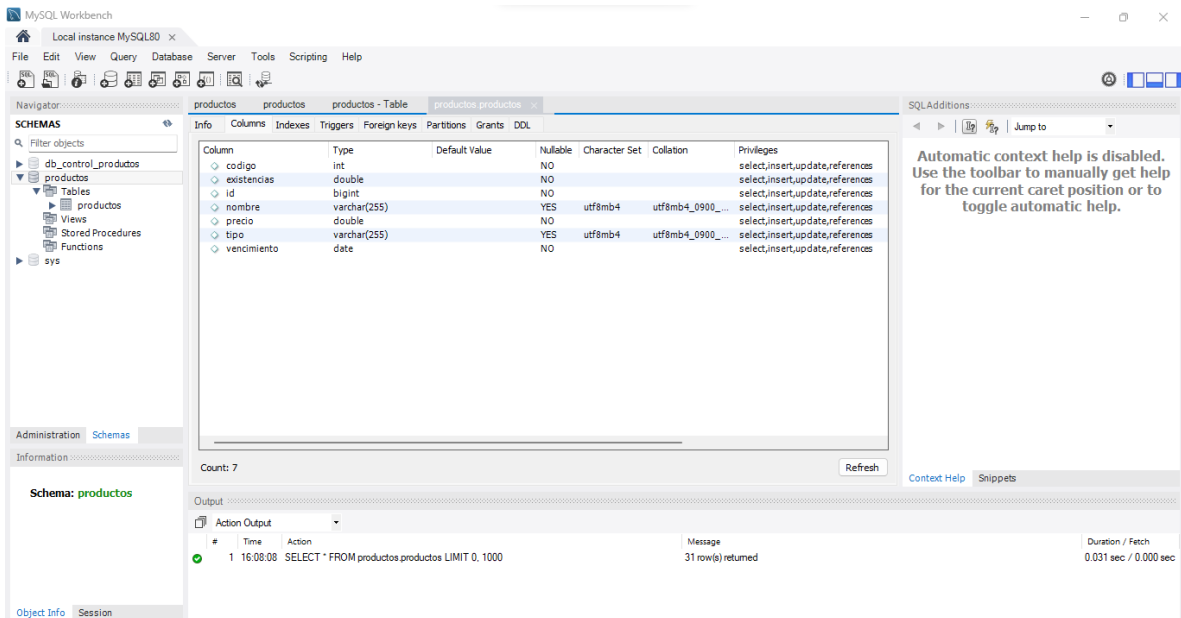 MySQL Workbench
Local instance MySQL80
File Edit View Query Database Server Tools Scripting Help
Navigator
SCHEMAS
Filter objects
db_control_productos
productos
Tables
productos
Views
Stored Procedures
Functions
sys
Administration Schemas
Information
Schema: productos
Object Info Session
productos productos productos - Table productos.productos
Info Columns Indexes Triggers Foreign keys Partitions Grants DDL
Column Type Default Value Nullable Character Set Collation Privileges
codigo int NO select,insert,update,references
existencias double NO select,insert,update,references
id bigint NO select,insert,update,references
nombre varchar(255) YES utf8mb4 utf8mb4_0900_... select,insert,update,references
precio double NO select,insert,update,references
tipo varchar(255) YES utf8mb4 utf8mb4_0900_... select,insert,update,references
vencimiento date NO select,insert,update,references
Count: 7
Refresh
SQLAdditions
Jump to
Automatic context help is disabled.
Use the toolbar to manually get help
for the current caret position or to
toggle automatic help.
Context Help Snippets
Output
Action Output
# Time Action Message Duration / Fetch
1 16:08:08 SELECT * FROM productos.productos LIMIT 0, 1000 31 row(s) returned 0.031 sec / 0.000 sec